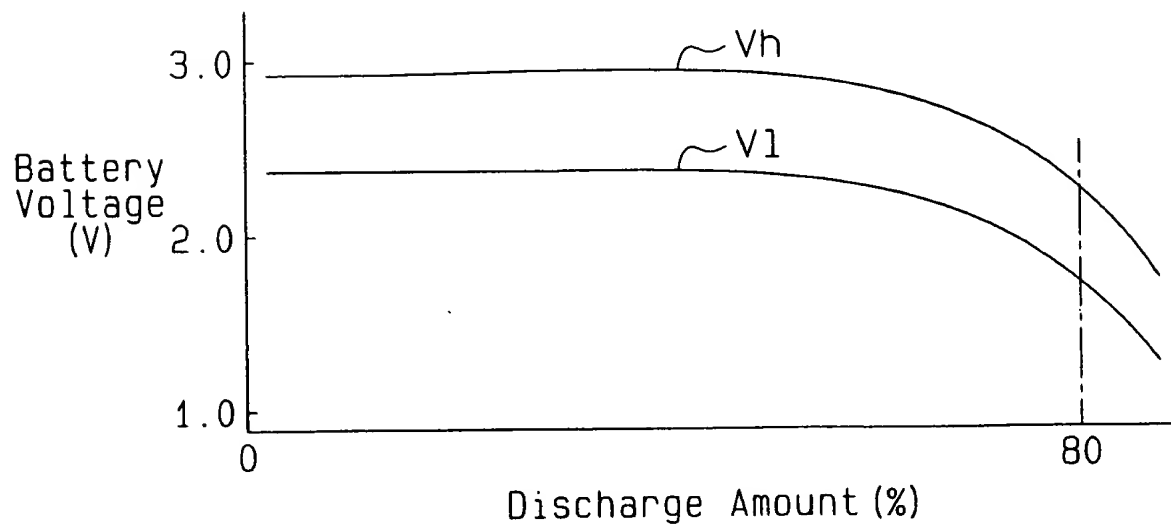 Vh
3.0
Vl
Battery
Voltage
(V)
2.0
1.0
0
80
Discharge Amount (%)